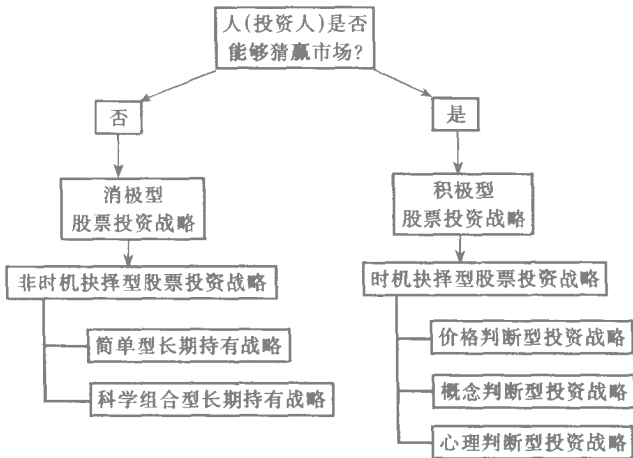 人(投资人)是否
能够猜赢市场?
否
是
消极型
股票投资战略
积极型
股票投资战略
非时机抉择型股票投资战略
时机抉择型股票投资战略
简单型长期持有战略
科学组合型长期持有战略
价格判断型投资战略
概念判断型投资战略
心理判断型投资战略